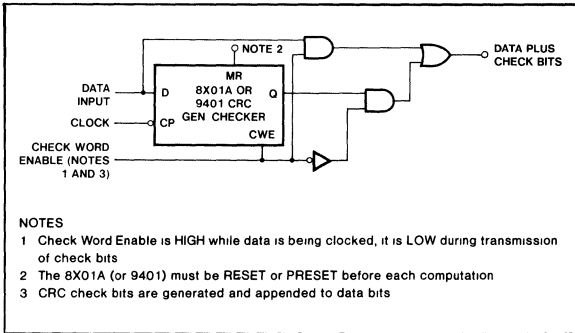 NOTE 2
DATA PLUS
CHECK BITS
MR
DATA
INPUT
D
8X01A OR
9401 CRC
GEN CHECKER
Q
CLOCK
CP
CWE
CHECK WORD
ENABLE (NOTES
1 AND 3)
NOTES
1 Check Word Enable is HIGH while data is being clocked, it is LOW during transmission
of check bits
2 The 8X01A (or 9401) must be RESET or PRESET before each computation
3 CRC check bits are generated and appended to data bits